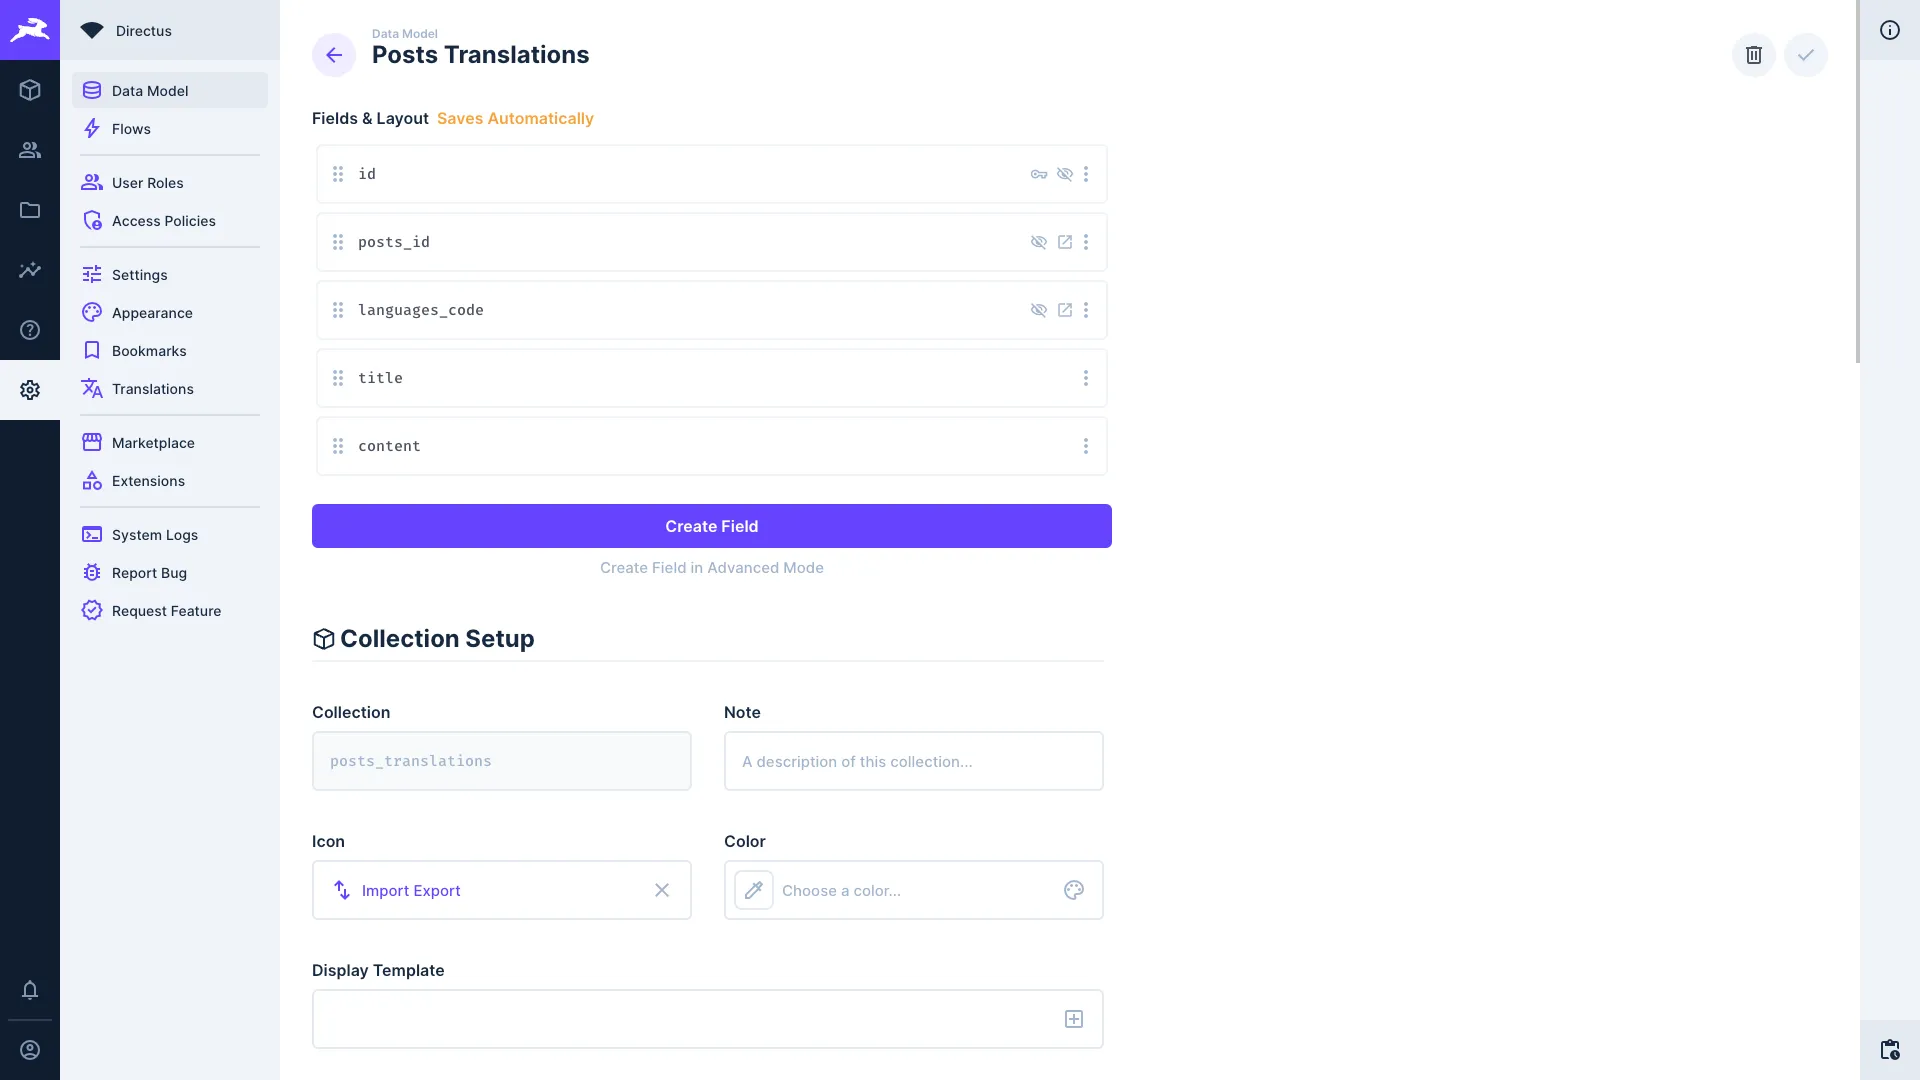 Directus
Data Model
Flows
User Roles
Access Policies
Settings
Appearance
Bookmarks
Translations
Marketplace
Extensions
System Logs
Report Bug
Request Feature
Data Model
Posts Translations
Fields & Layout Saves Automatically
id
posts_id
languages_code
title
content
Create Field
Create Field in Advanced Mode
Collection Setup
Collection
posts_translations
Note
A description of this collection...
Icon
Import Export
Color
Choose a color...
Display Template